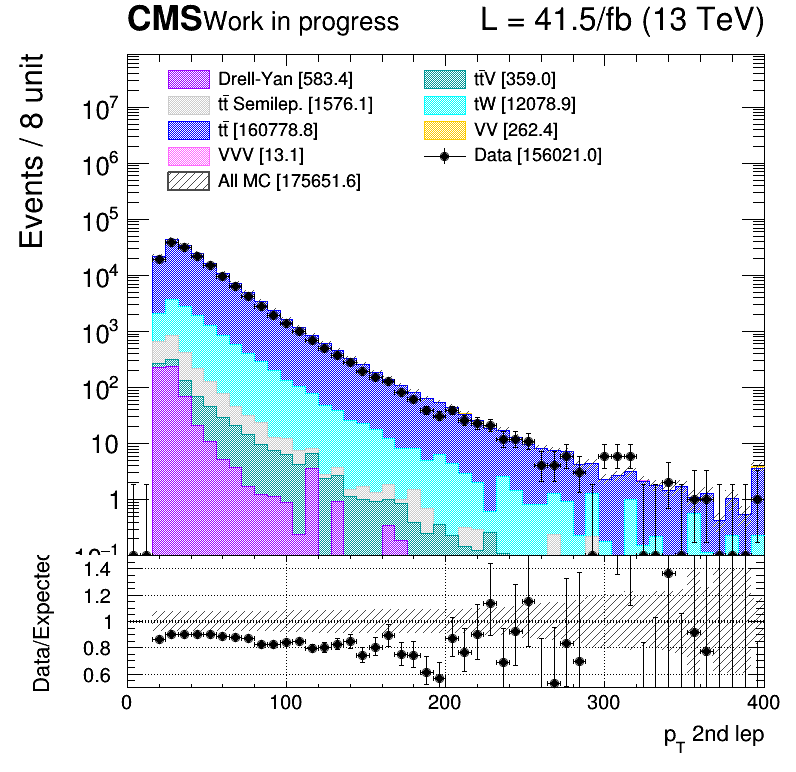 CMS Work in progress L = 41.5/fb (13 TeV)
Events / 8 unit
Drell-Yan [583.4]
tt̄V [359.0]
tt̄ Semilep. [1576.1]
tW [12078.9]
tt̄ [160778.8]
VV [262.4]
VVV [13.1]
Data [156021.0]
All MC [175651.6]
10⁷
10⁶
10⁵
10⁴
10³
10²
10
1
10⁻¹
Data/Expected
1.4
1.2
1
0.8
0.6
0 100 200 300 400
p_T 2nd lep